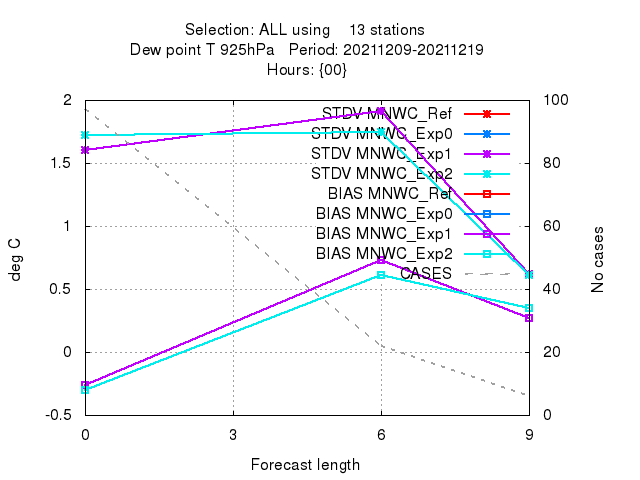 Selection: ALL using 13 stations
Dew point T 925hPa Period: 20211209-20211219
Hours: {00}
2
1.5
1
0.5
0
-0.5
deg C
100
80
60
40
20
0
No cases
STDV MNWC_Ref
STDV MNWC_Exp0
STDV MNWC_Exp1
STDV MNWC_Exp2
BIAS MNWC_Ref
BIAS MNWC_Exp0
BIAS MNWC_Exp1
BIAS MNWC_Exp2
CASES
0 3 6 9
Forecast length